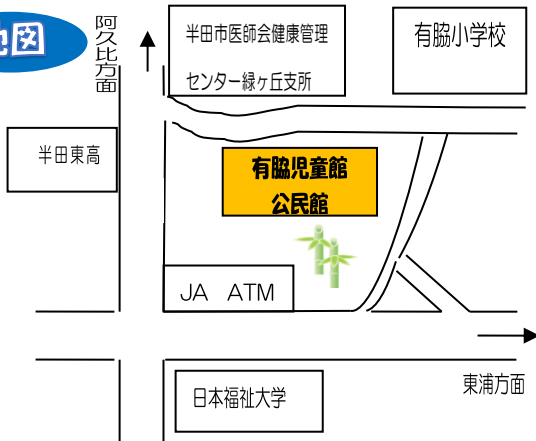 地図
阿久比方面
半田市医師会健康管理
センター緑ヶ丘支所
有脇小学校
半田東高
有脇児童館
公民館
JA　ATM
東浦方面
日本福祉大学